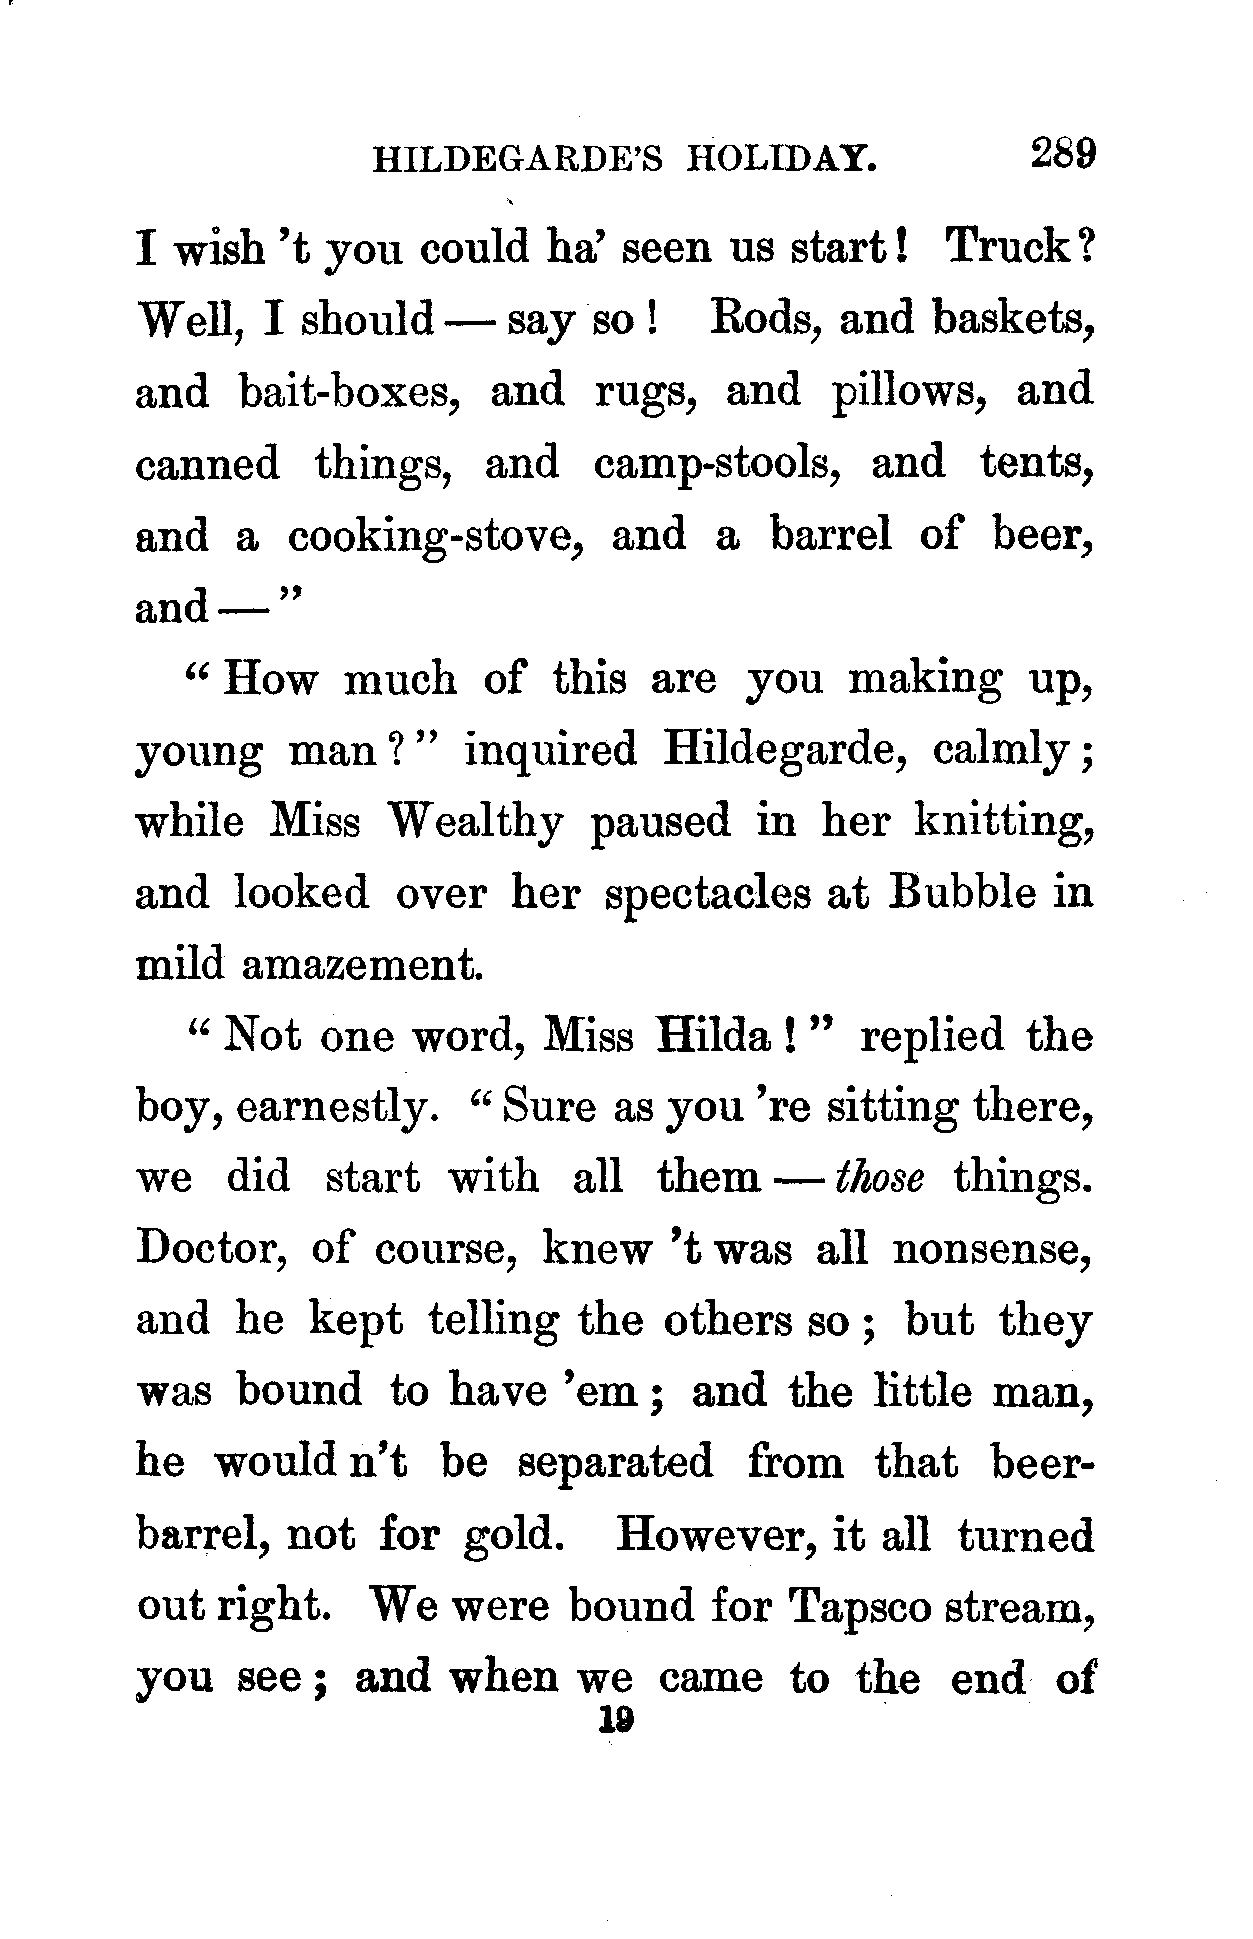 HILDEGARDE'S HOLIDAY. 289
I wish 't you could ha' seen us start! Truck?
Well, I should — say so! Rods, and baskets,
and bait-boxes, and rugs, and pillows, and
canned things, and camp-stools, and tents,
and a cooking-stove, and a barrel of beer,
and — "
" How much of this are you making up,
young man?" inquired Hildegarde, calmly;
while Miss Wealthy paused in her knitting,
and looked over her spectacles at Bubble in
mild amazement.
" Not one word, Miss Hilda!" replied the
boy, earnestly. "Sure as you 're sitting there,
we did start with all them — those things.
Doctor, of course, knew 't was all nonsense,
and he kept telling the others so; but they
was bound to have 'em; and the little man,
he would n't be separated from that beer-
barrel, not for gold. However, it all turned
out right. We were bound for Tapsco stream,
you see; and when we came to the end of
19